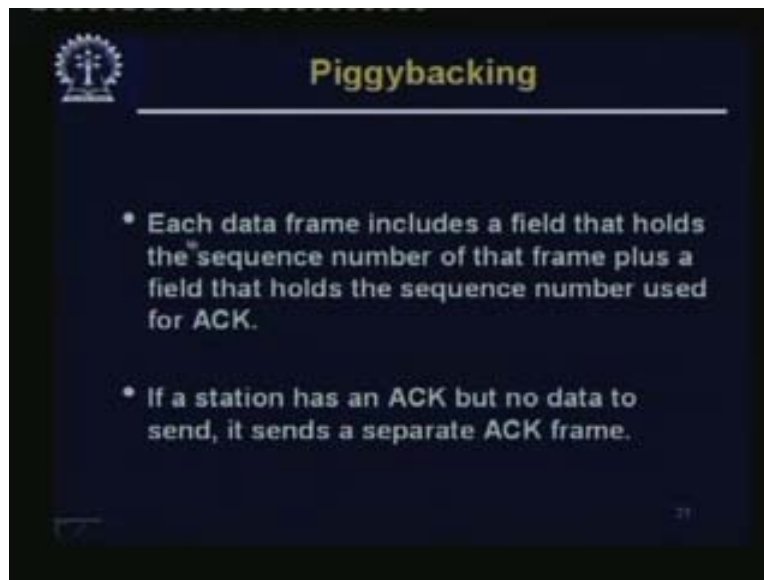 Piggybacking
• Each data frame includes a field that holds
the sequence number of that frame plus a
field that holds the sequence number used
for ACK.
• If a station has an ACK but no data to
send, it sends a separate ACK frame.